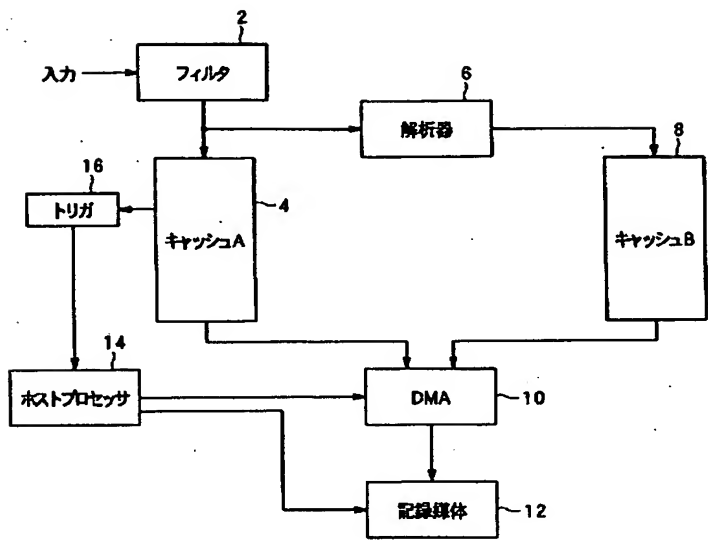 2
入力
フィルタ
6
解析器
8
16
トリガ
4
キャッシュA
キャッシュB
14
ホストプロセッサ
DMA
10
記録媒体
12